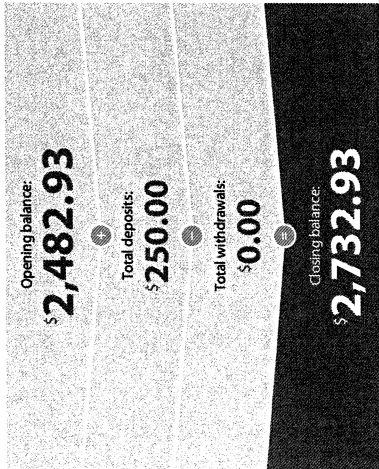 Opening balance:
$2,482.93
+
Total deposits:
$250.00
−
Total withdrawals:
$0.00
=
Closing balance:
$2,732.93